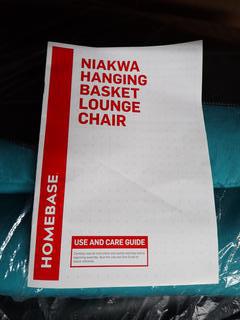 NIAKWA
HANGING
BASKET
LOUNGE
CHAIR
HOMEBASE
USE AND CARE GUIDE